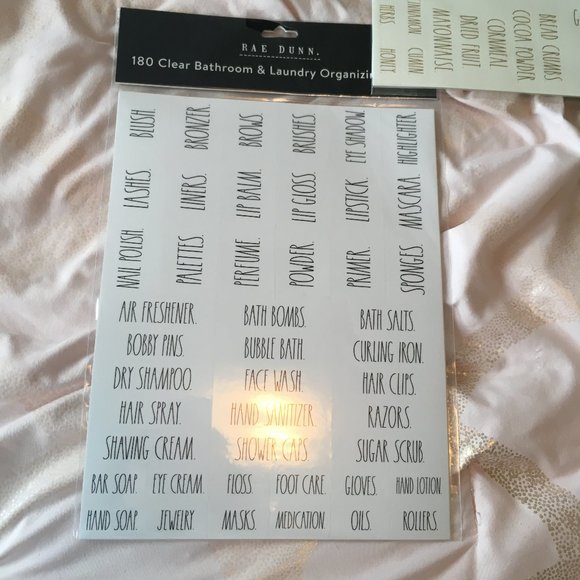 RAE DUNN.
180 Clear Bathroom & Laundry
BLUSH. BRONZER. BROWS. BRUSHES. EYE SHADOW. HIGHLIGHTER.
LASHES. LINERS. LIP BALM. LIP GLOSS. LIPSTICK. MASCARA.
NAIL POLISH. PALETTES. PERFUME. POWDER. PRIMER. SPONGES.
AIR FRESHENER. BATH BOMBS. BATH SALTS.
BOBBY PINS. BUBBLE BATH. CURLING IRON.
DRY SHAMPOO. FACE WASH. HAIR CLIPS.
HAIR SPRAY. HAND SANITIZER. RAZORS.
SHAVING CREAM. SHOWER CAPS. SUGAR SCRUB.
BAR SOAP. EYE CREAM. FLOSS. FOOT CARE. GLOVES. HAND LOTION.
HAND SOAP. JEWELRY. MASKS. MEDICATION. OILS. ROLLERS.
BREAD CRUMBS
COCOA POWDER
CORNMEAL
DRIED FRUIT
MAYONNAISE.
CINNAMON CUMIN
HERBS HONEY